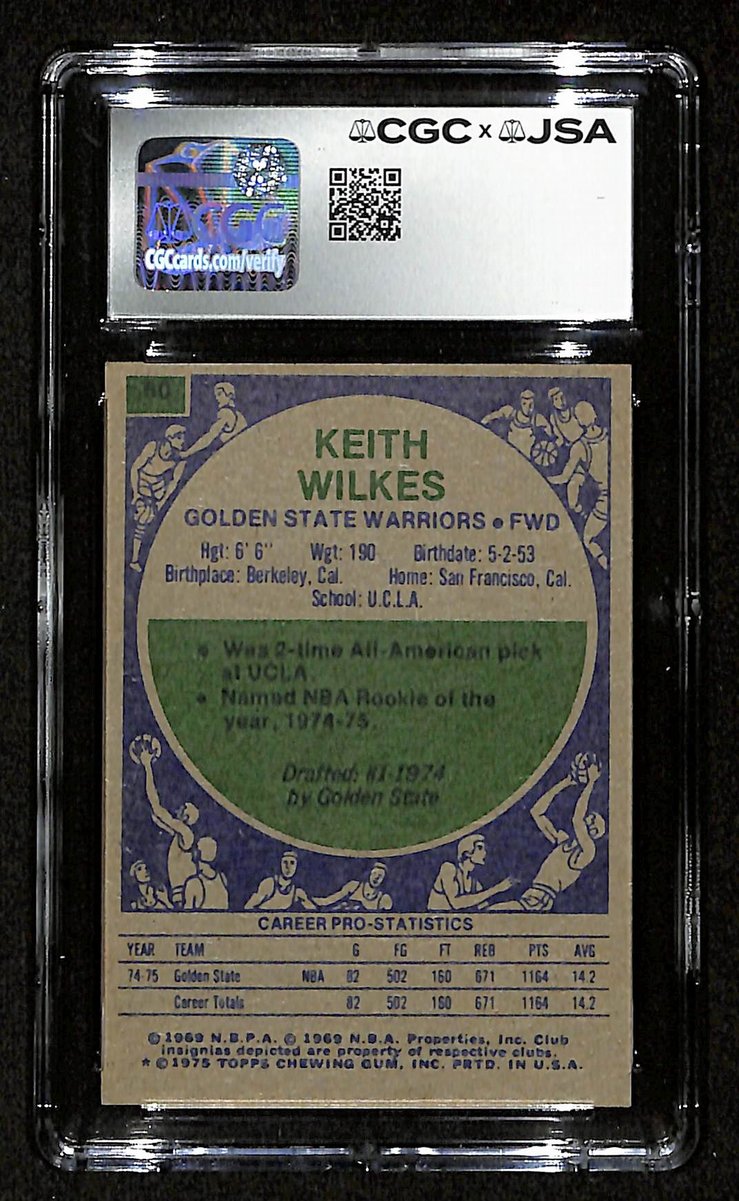 CGC x JSA
CGC
CGCcards.com/verify
60
KEITH
WILKES
GOLDEN STATE WARRIORS • FWD
Hgt: 6' 6" Wgt: 190 Birthdate: 5-2-53
Birthplace: Berkeley, Cal. Home: San Francisco, Cal.
School: U.C.L.A.
• Was 2-time All-American pick
at UCLA.
• Named NBA Rookie of the
year, 1974-75.
Drafted: #1-1974
by Golden State
CAREER PRO-STATISTICS
YEAR TEAM G FG FT REB PTS AVG
74-75 Golden State NBA 82 502 160 671 1164 14.2
Career Totals 82 502 160 671 1164 14.2
© 1969 N.B.P.A. © 1969 N.B.A. Properties, Inc. Club
insignias depicted are property of respective clubs.
* © 1975 TOPPS CHEWING GUM, INC. PRTD. IN U.S.A.